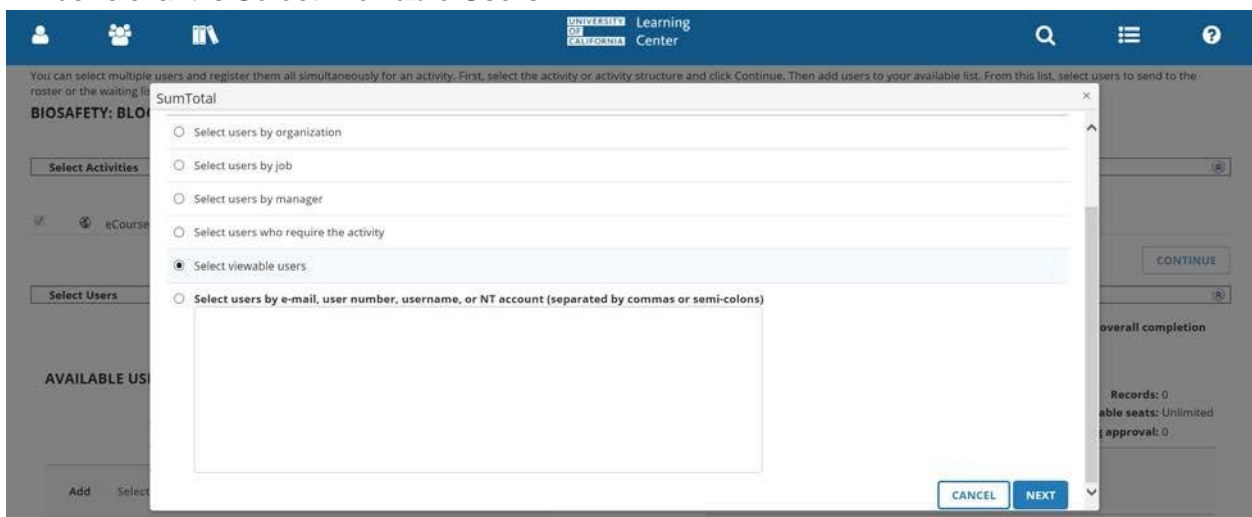 UNIVERSITY OF CALIFORNIA Learning Center
You can select multiple users and register them all simultaneously for an activity. First, select the activity or activity structure and click Continue. Then add users to your available list. From this list, select users to send to the
roster or the waiting
SumTotal
BIOSAFETY:
Select users by organization
Select Activities
Select users by job
Select users by manager
eCourse
Select users who require the activity
Select viewable users
CONTINUE
Select Users
Select users by e-mail, user number, username, or NT account (separated by commas or semi-colons)
overall completion
AVAILABLE
Records: 0
seats: Unlimited
approval: 0
Add Select
CANCEL NEXT